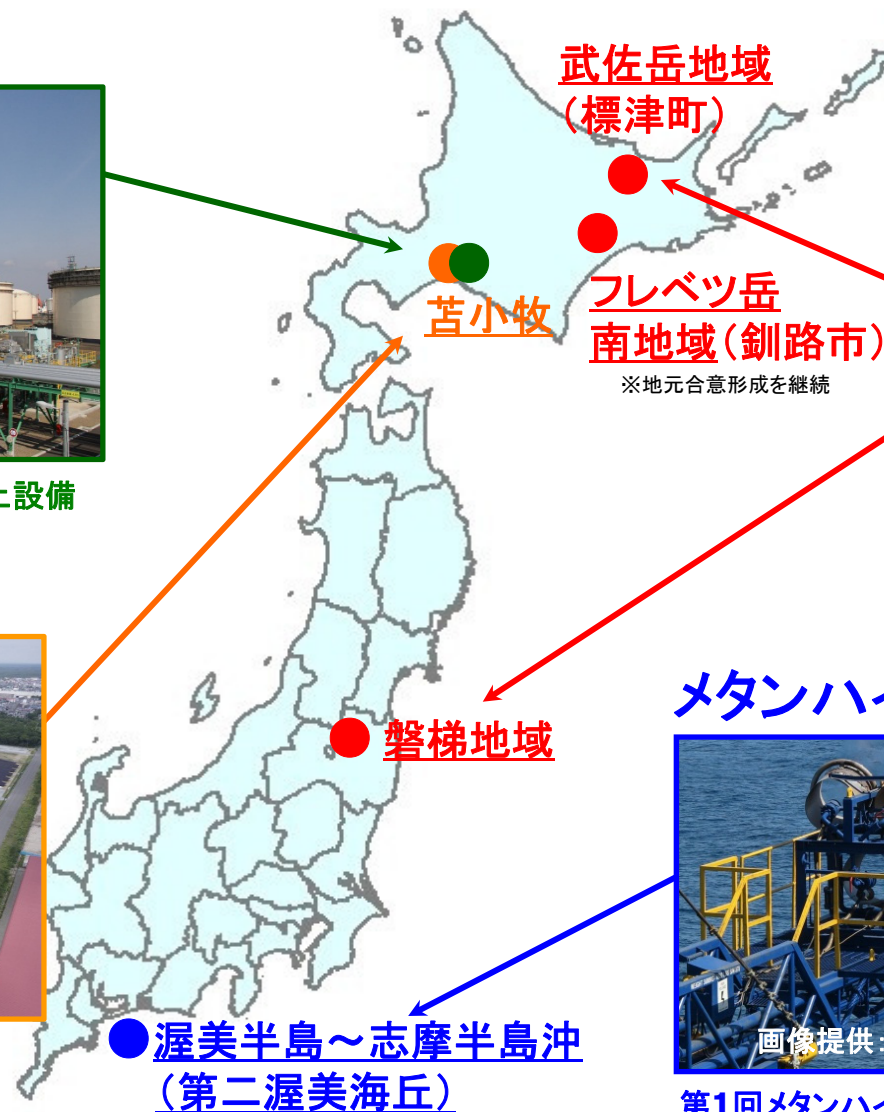 武佐岳地域
(標津町)
苫小牧
フレベツ岳
南地域(釧路市)
※地元合意形成を継続
設備
メタンハイ
磐梯地域
渥美半島～志摩半島沖
(第二渥美海丘)
画像提供:
第1回メタンハイ